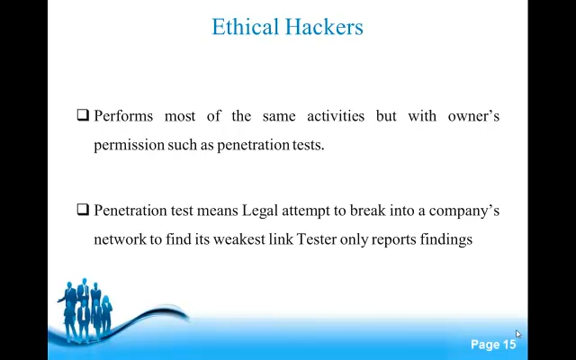 Ethical Hackers
❑ Performs most of the same activities but with owner’s
permission such as penetration tests.
❑ Penetration test means Legal attempt to break into a company’s
network to find its weakest link Tester only reports findings
Page 15